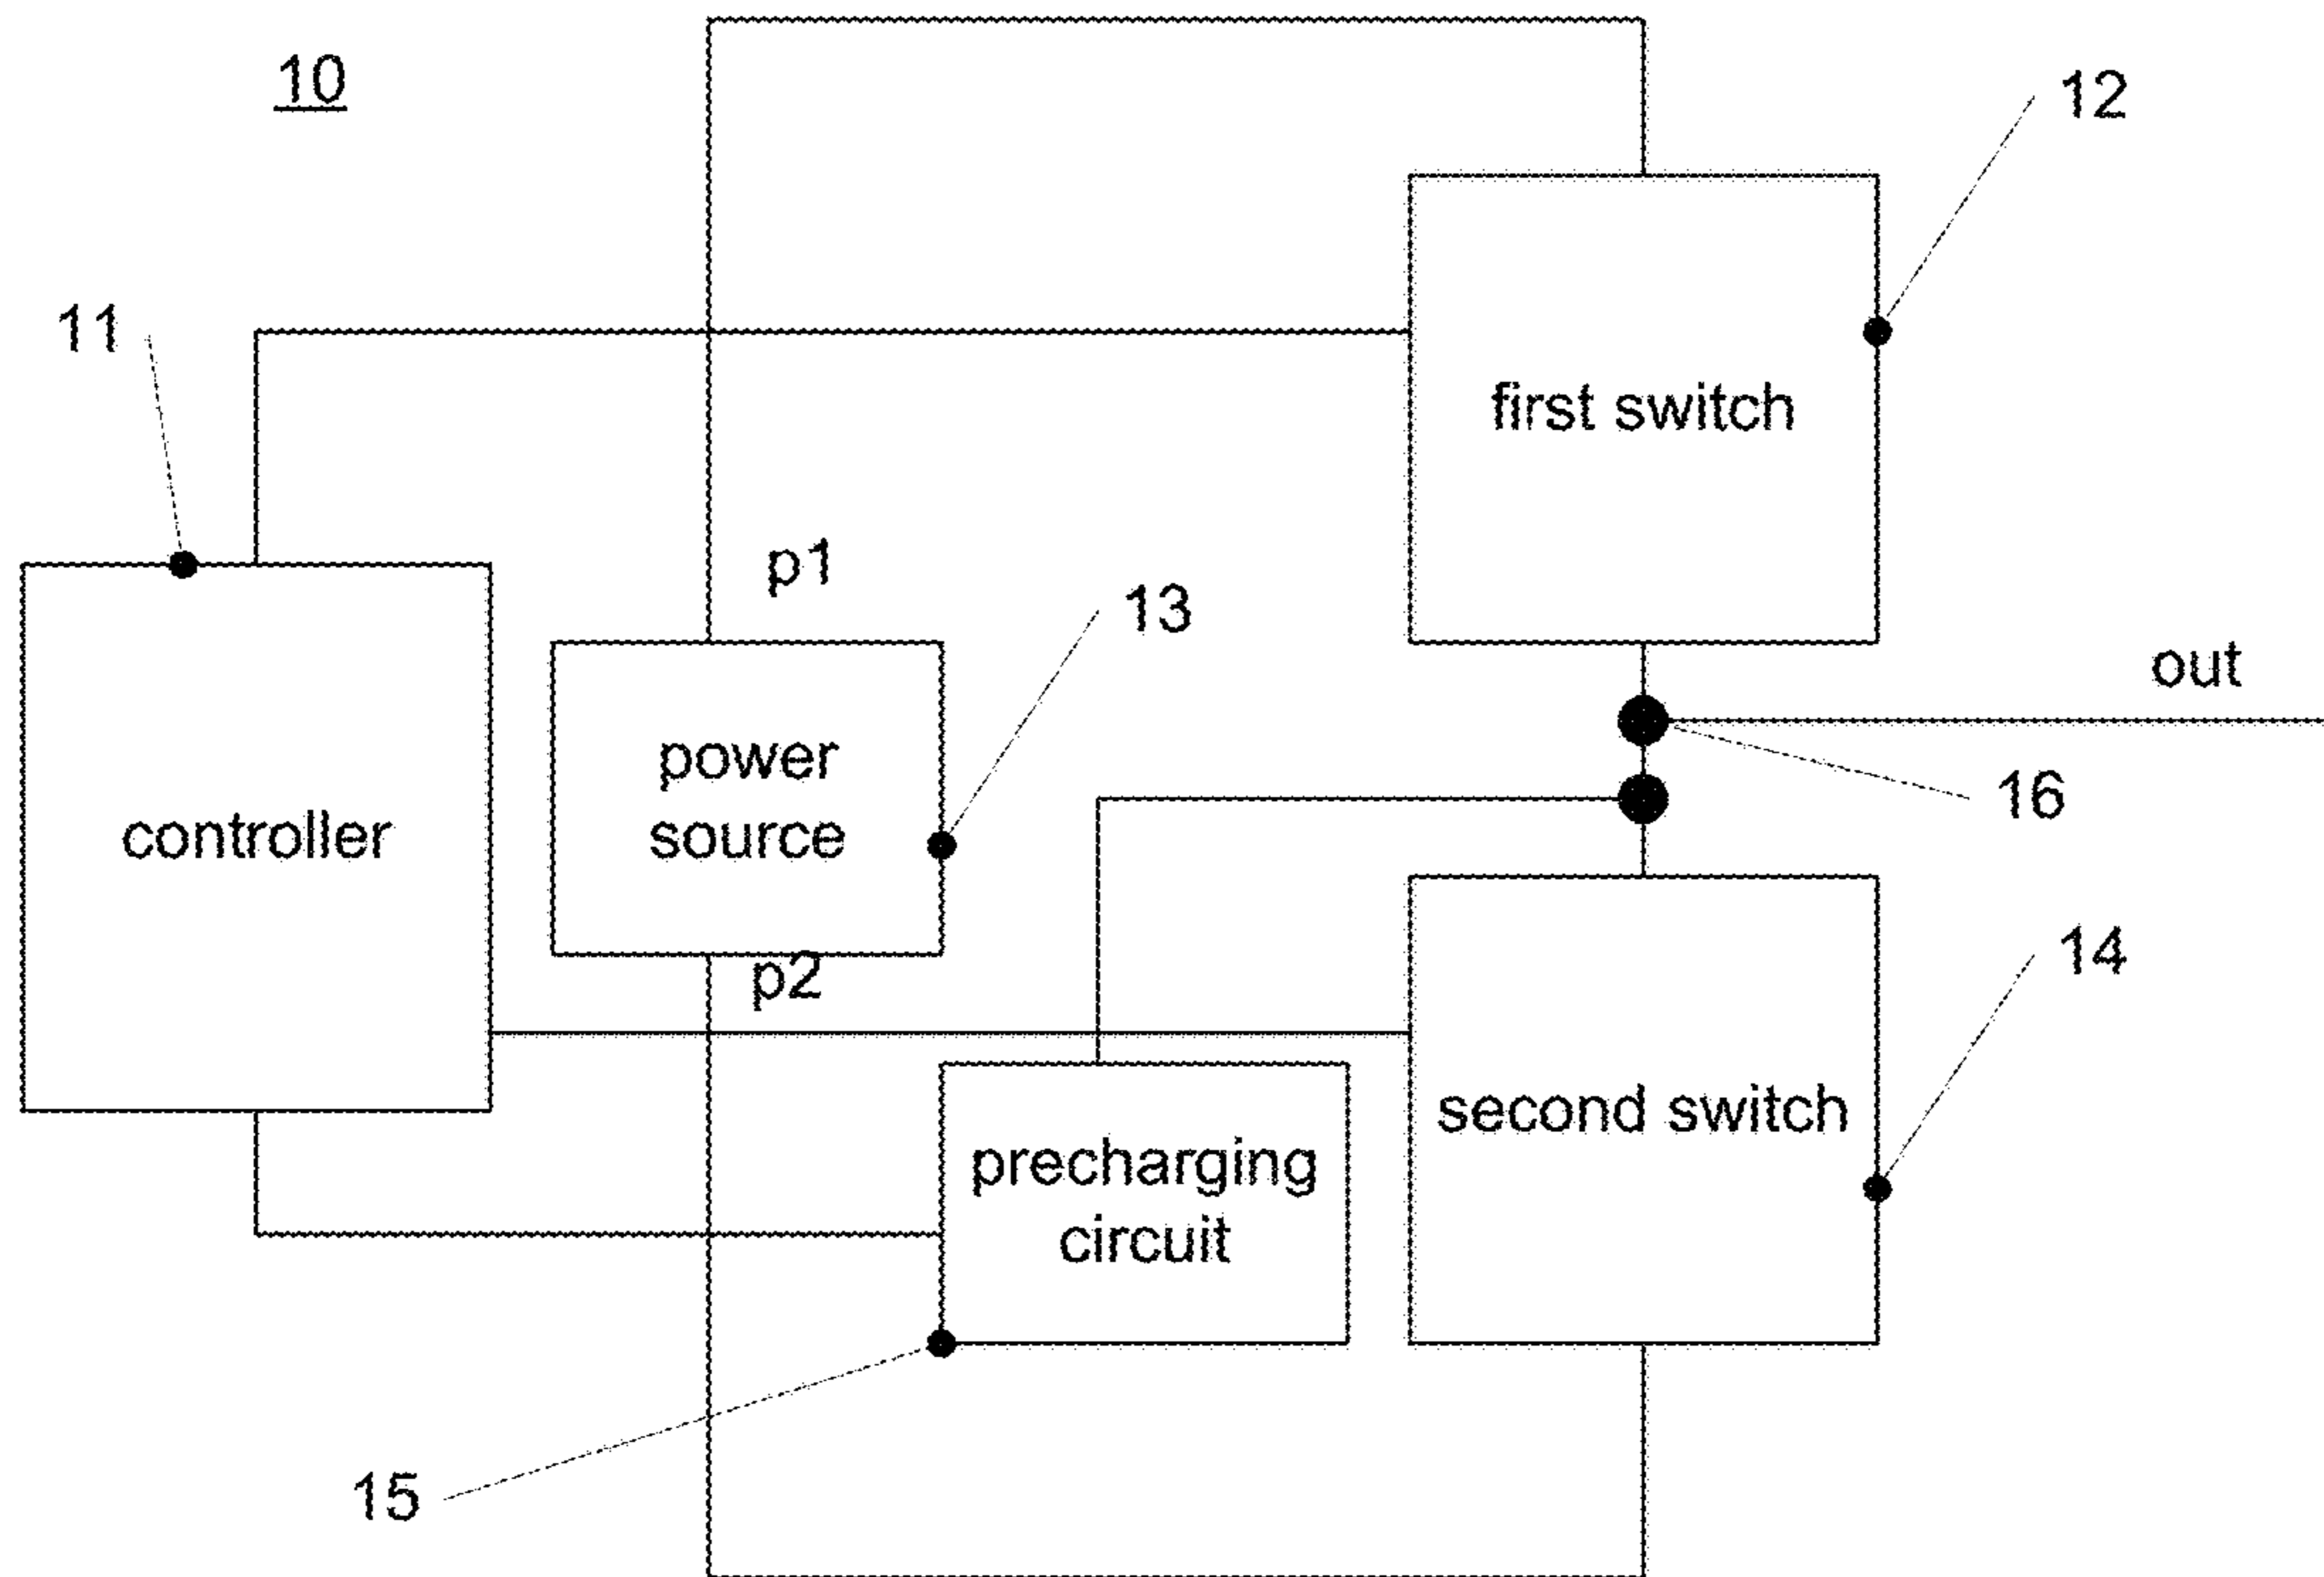 10
12
11
first switch
p1
13
out
power
source
16
controller
14
p2
second switch
precharging
circuit
15